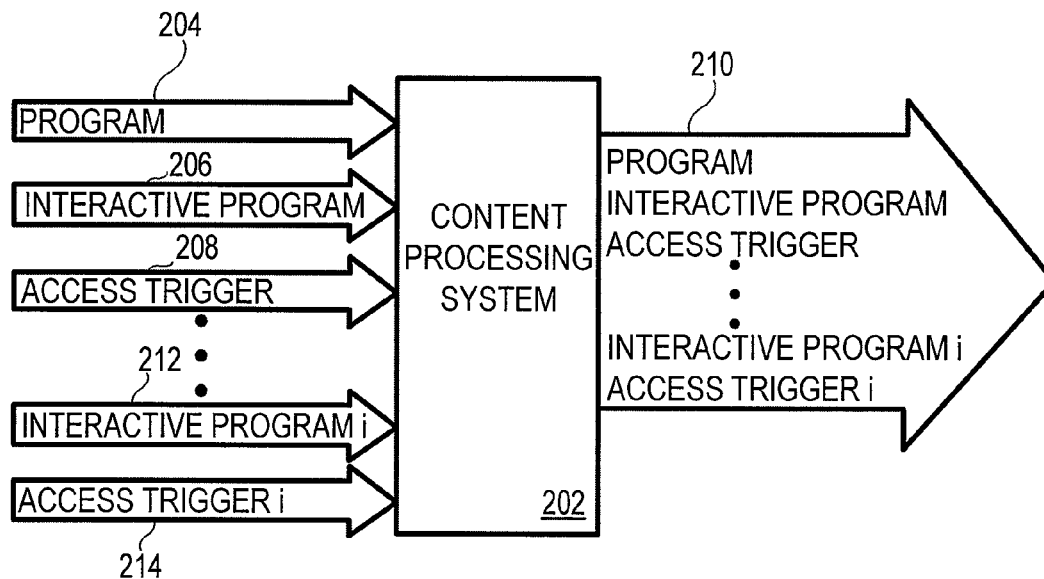 204
PROGRAM
206
INTERACTIVE PROGRAM
208
ACCESS TRIGGER
212
INTERACTIVE PROGRAM i
ACCESS TRIGGER i
214
CONTENT
PROCESSING
SYSTEM
202
210
PROGRAM
INTERACTIVE PROGRAM
ACCESS TRIGGER
INTERACTIVE PROGRAM i
ACCESS TRIGGER i